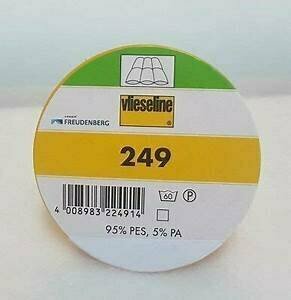 vlieseline
®
FREUDENBERG
249
60 P
4 008983 224914
95% PES, 5% PA